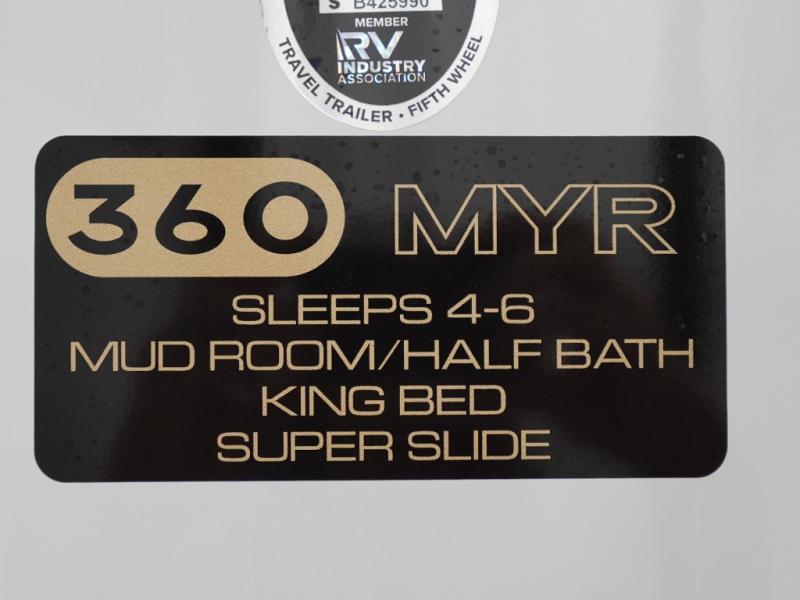 S B425990
MEMBER
RV
INDUSTRY
ASSOCIATION
TRAVEL TRAILER • FIFTH WHEEL
360 MYR
SLEEPS 4-6
MUD ROOM/HALF BATH
KING BED
SUPER SLIDE